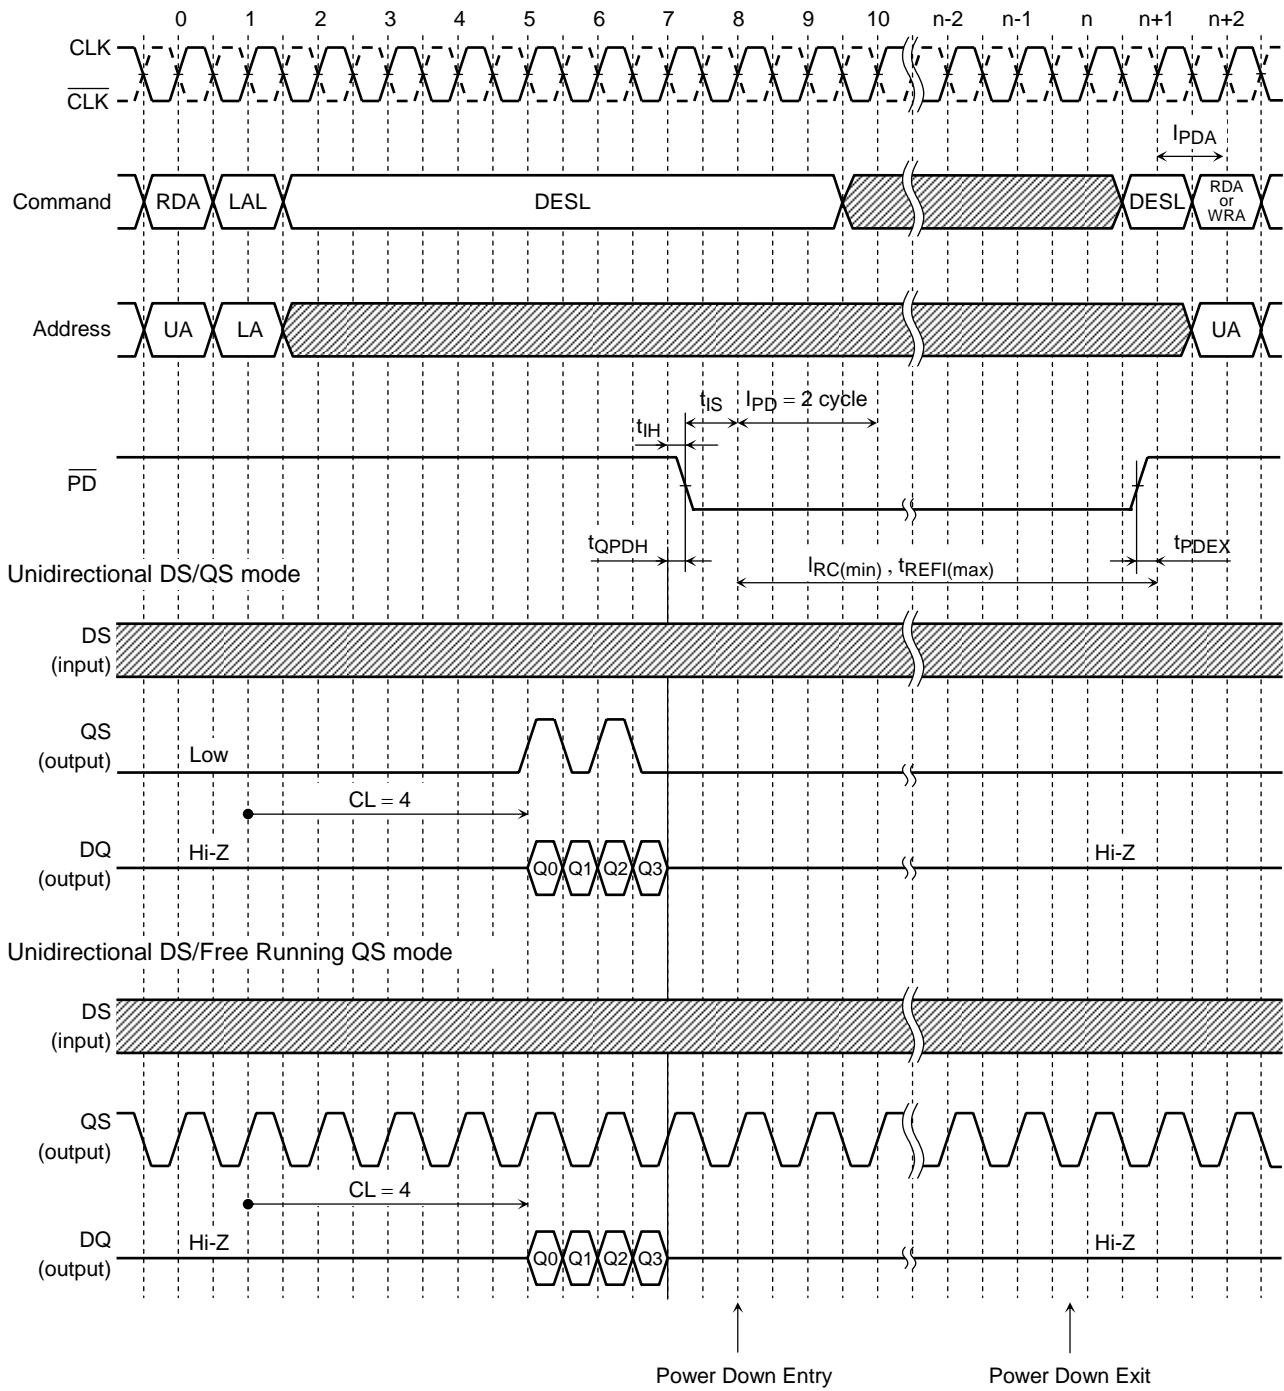 0 1 2 3 4 5 6 7 8 9 10 n-2 n-1 n n+1 n+2
CLK
CLK
IPDA
Command RDA LAL DESL DESL RDA or WRA
Address UA LA UA
tIS IPD = 2 cycle
tIH
PD
tQPDH tPDEX
IRC(min) , tREFI(max)
Unidirectional DS/QS mode
DS
(input)
QS
(output)
Low
CL = 4
DQ
(output)
Hi-Z Q0 Q1 Q2 Q3 Hi-Z
Unidirectional DS/Free Running QS mode
DS
(input)
QS
(output)
CL = 4
DQ
(output)
Hi-Z Q0 Q1 Q2 Q3 Hi-Z
Power Down Entry Power Down Exit